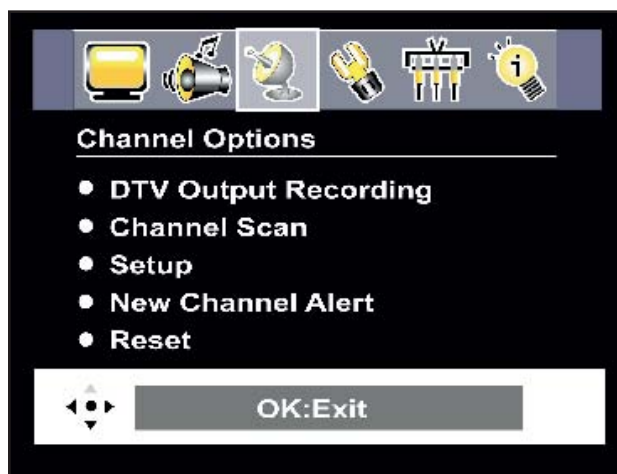 Channel Options
DTV Output Recording
Channel Scan
Setup
New Channel Alert
Reset
OK:Exit